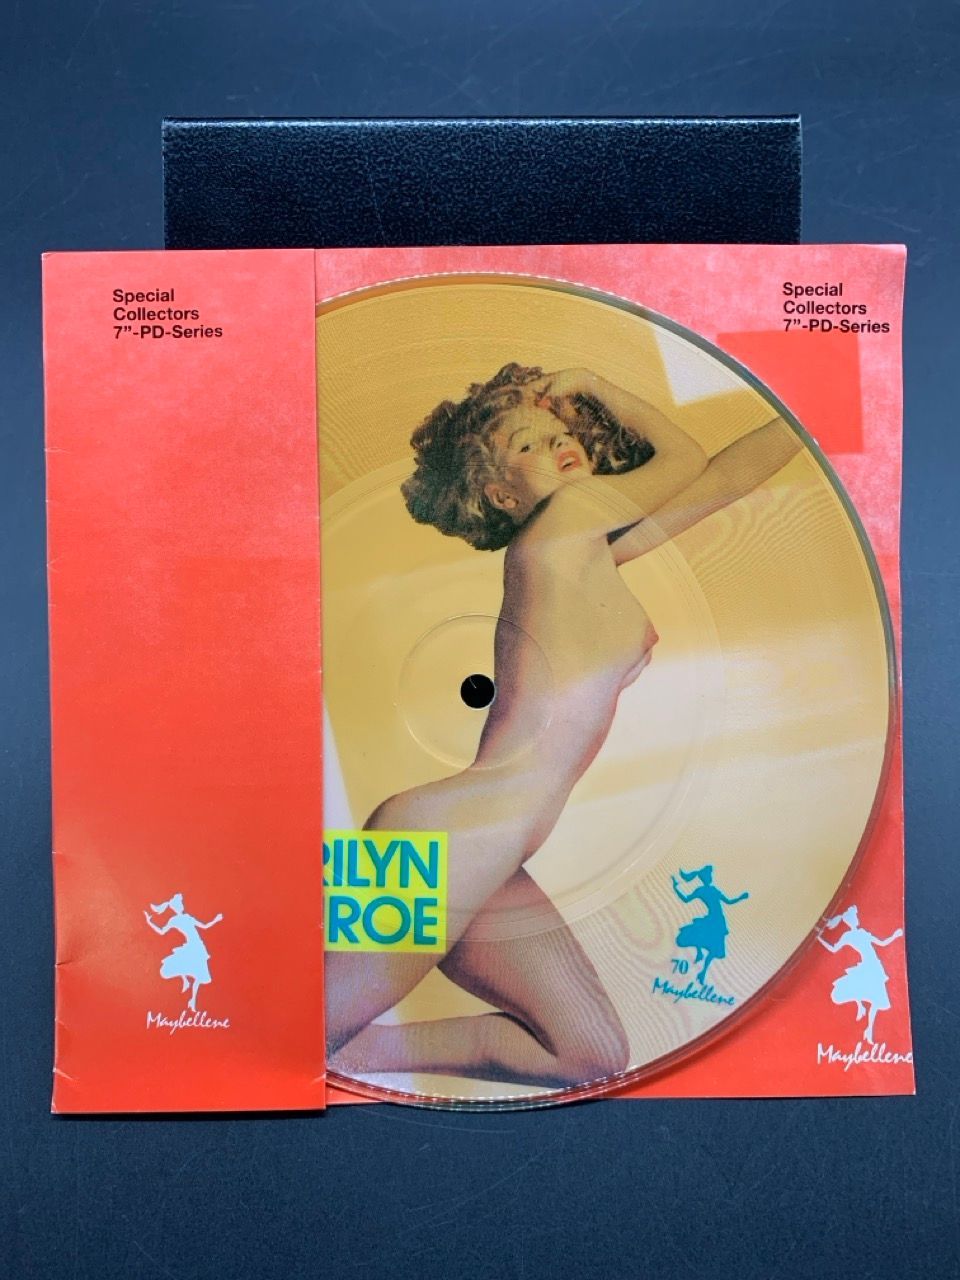 Special
Collectors
7"-PD-Series
Special
Collectors
7"-PD-Series
RILYN
ROE
70
Maybellene
Maybellene
Maybellene